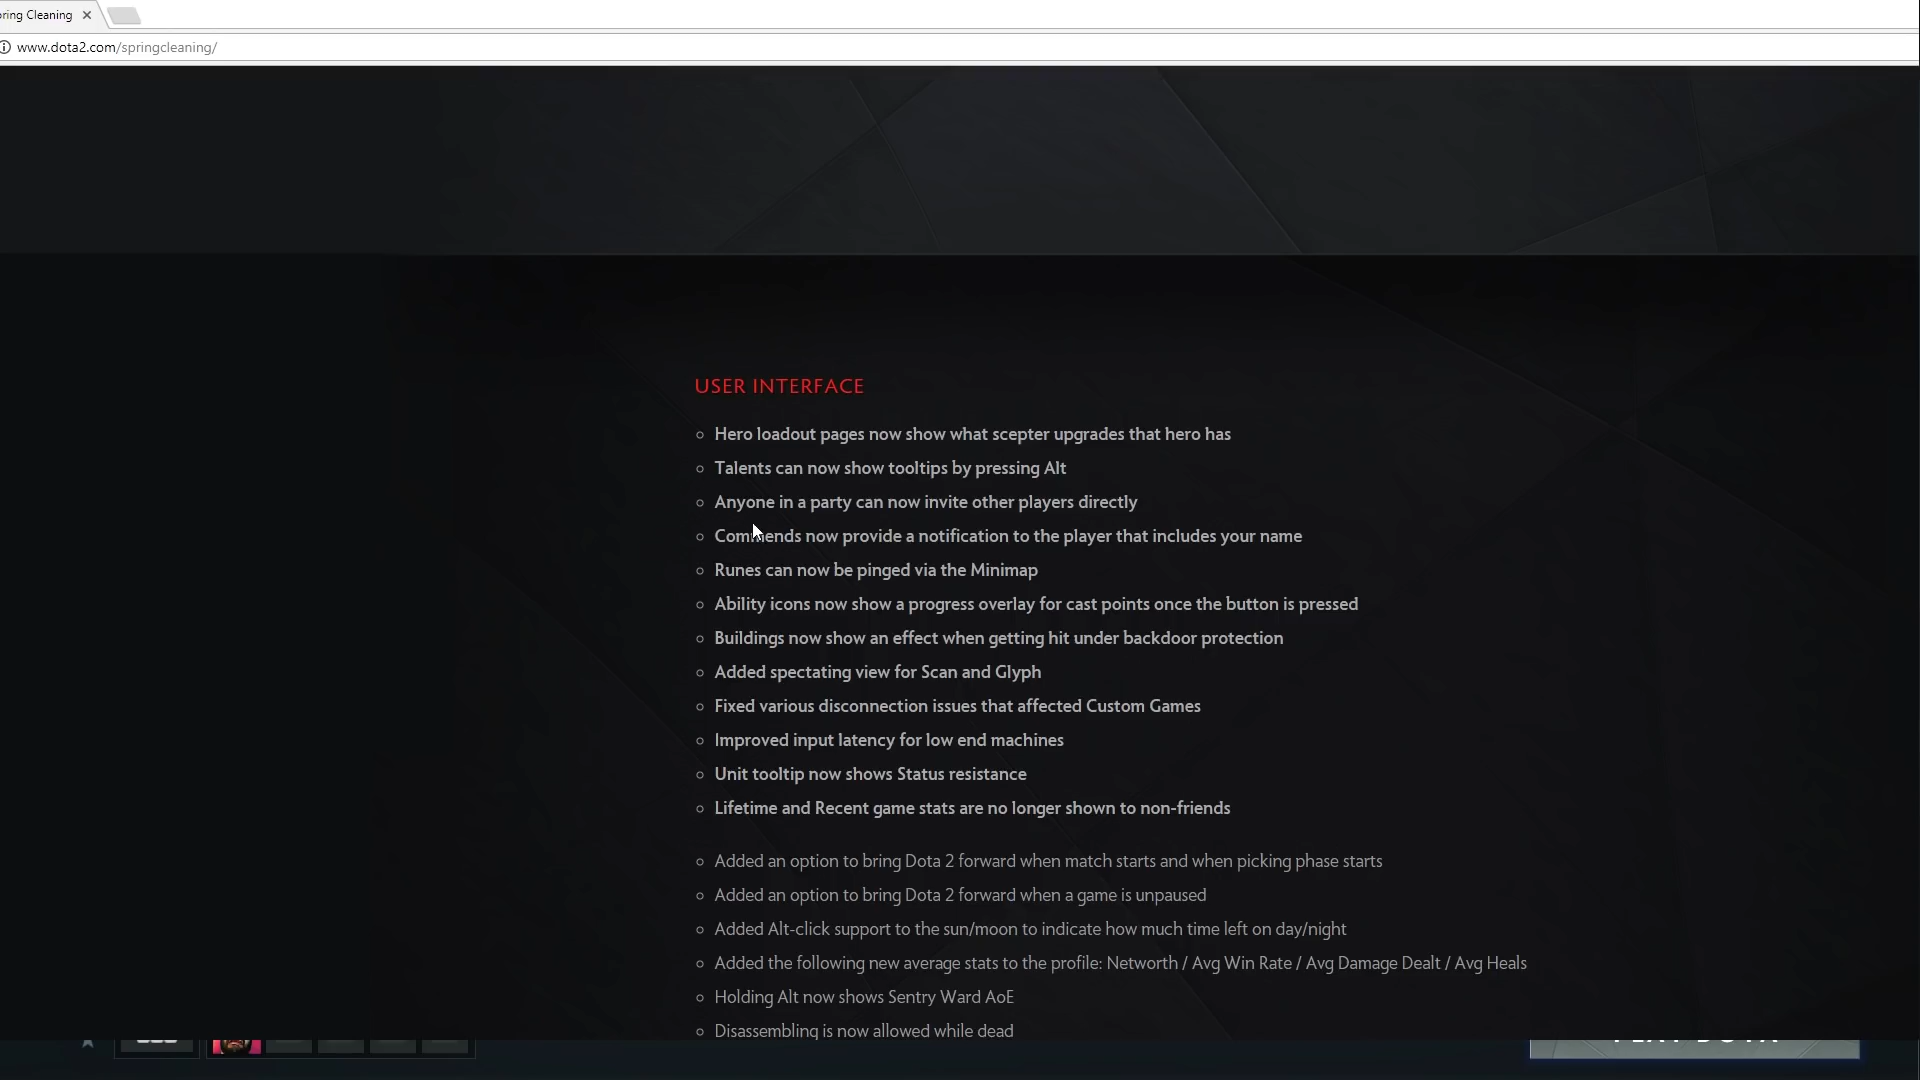 ring Cleaning
www.dota2.com/springcleaning/
USER INTERFACE
Hero loadout pages now show what scepter upgrades that hero has
Talents can now show tooltips by pressing Alt
Anyone in a party can now invite other players directly
Commends now provide a notification to the player that includes your name
Runes can now be pinged via the Minimap
Ability icons now show a progress overlay for cast points once the button is pressed
Buildings now show an effect when getting hit under backdoor protection
Added spectating view for Scan and Glyph
Fixed various disconnection issues that affected Custom Games
Improved input latency for low end machines
Unit tooltip now shows Status resistance
Lifetime and Recent game stats are no longer shown to non-friends
Added an option to bring Dota 2 forward when match starts and when picking phase starts
Added an option to bring Dota 2 forward when a game is unpaused
Added Alt-click support to the sun/moon to indicate how much time left on day/night
Added the following new average stats to the profile: Networth / Avg Win Rate / Avg Damage Dealt / Avg Heals
Holding Alt now shows Sentry Ward AoE
Disassembling is now allowed while dead
PLAY DOTA